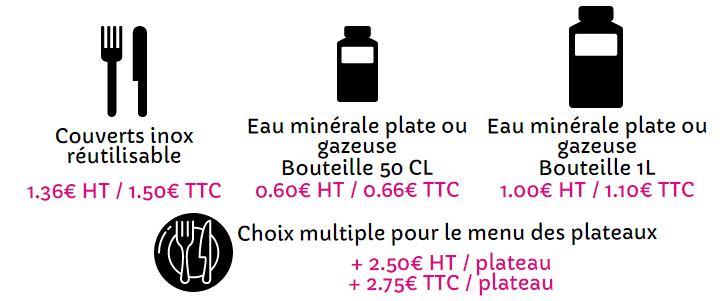 Couverts inox
réutilisable
1.36€ HT / 1.50€ TTC
Eau minérale plate ou
gazeuse
Bouteille 50 CL
0.60€ HT / 0.66€ TTC
Eau minérale plate ou
gazeuse
Bouteille 1L
1.00€ HT / 1.10€ TTC
Choix multiple pour le menu des plateaux
+ 2.50€ HT / plateau
+ 2.75€ TTC / plateau